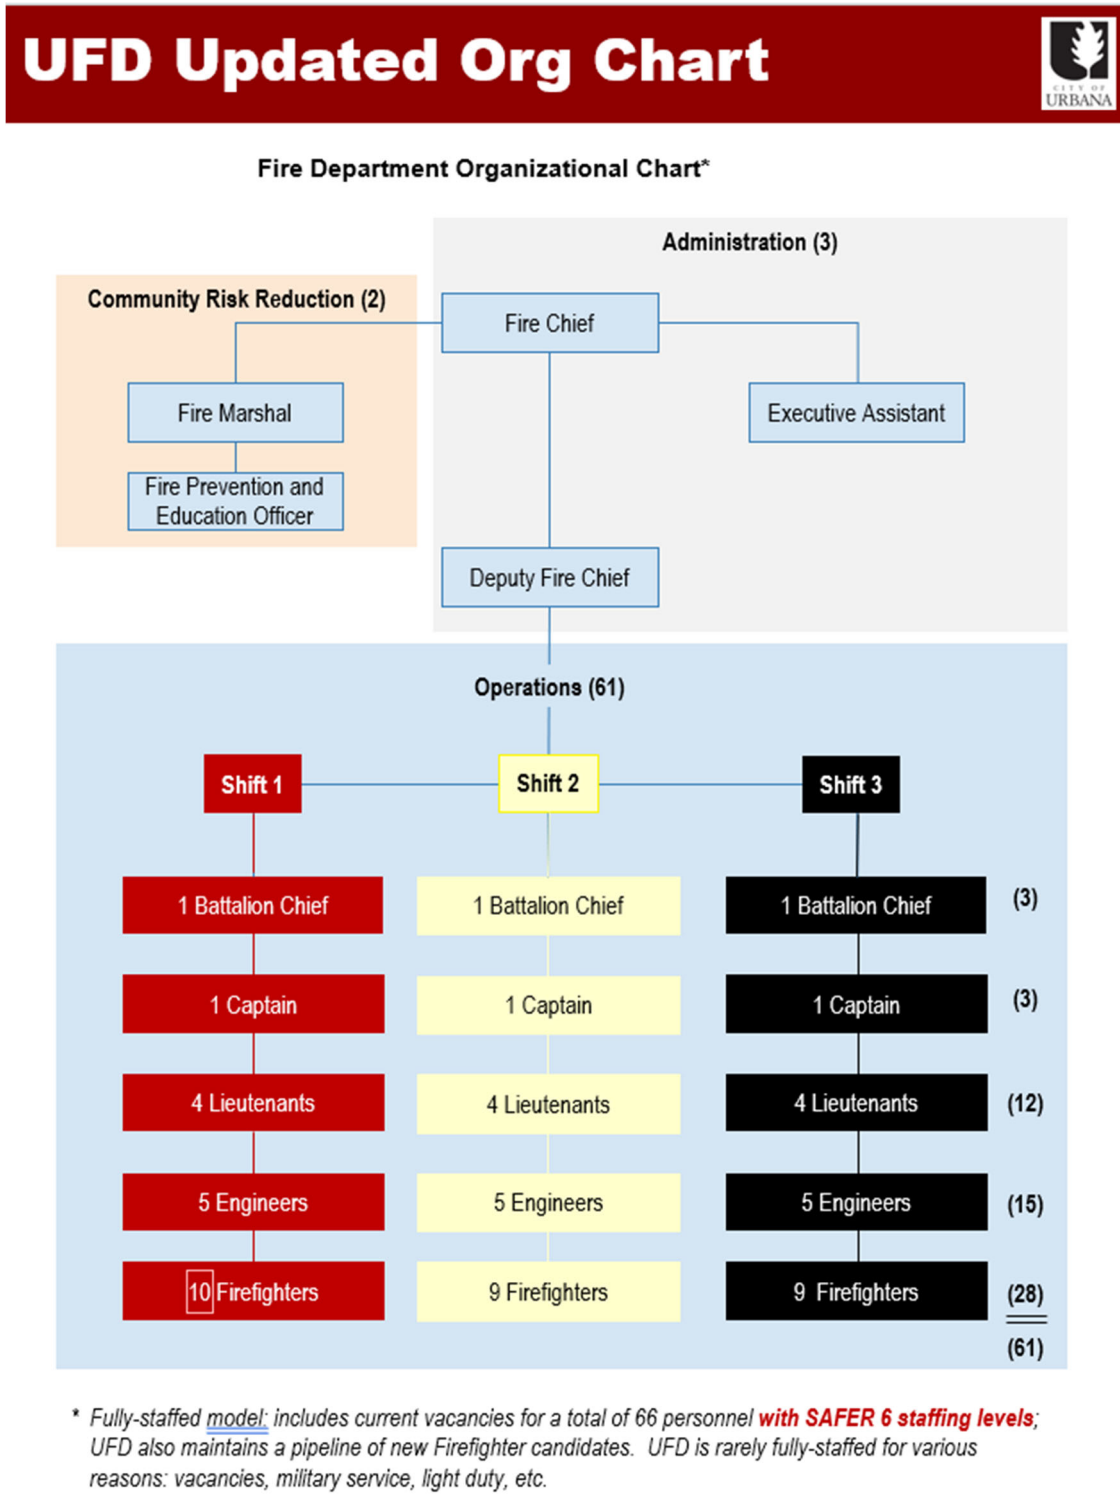 UFD Updated Org Chart
CITY OF
URBANA
Fire Department Organizational Chart*
Administration (3)
Community Risk Reduction (2)
Fire Chief
Fire Marshal
Executive Assistant
Fire Prevention and
Education Officer
Deputy Fire Chief
Operations (61)
Shift 1
Shift 2
Shift 3
1 Battalion Chief
1 Battalion Chief
1 Battalion Chief
(3)
1 Captain
1 Captain
1 Captain
(3)
4 Lieutenants
4 Lieutenants
4 Lieutenants
(12)
5 Engineers
5 Engineers
5 Engineers
(15)
10 Firefighters
9 Firefighters
9 Firefighters
(28)
(61)
* Fully-staffed model: includes current vacancies for a total of 66 personnel with SAFER 6 staffing levels;
UFD also maintains a pipeline of new Firefighter candidates. UFD is rarely fully-staffed for various
reasons: vacancies, military service, light duty, etc.